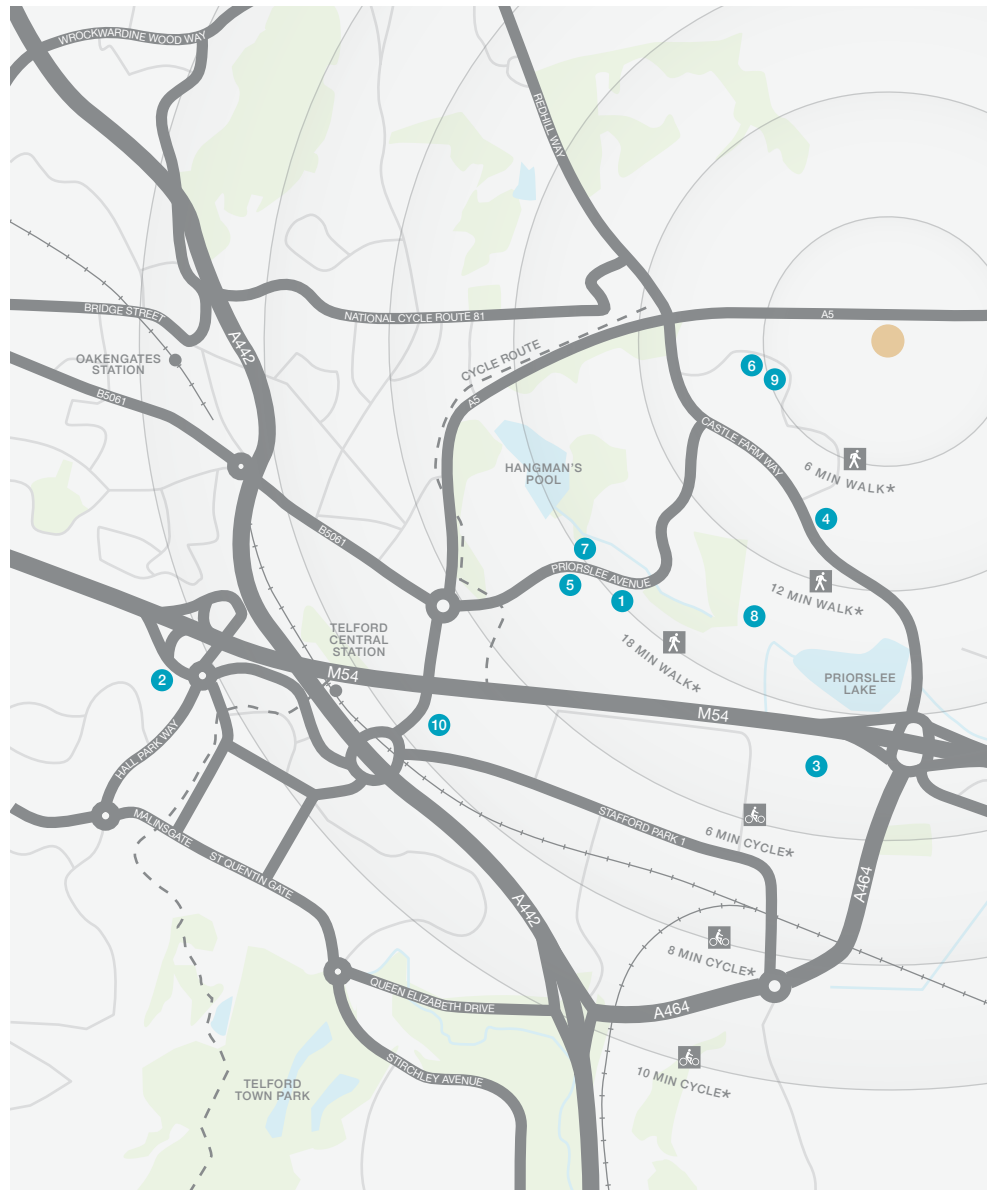 WROCKWARDINE WOOD WAY
REDHILL WAY
BRIDGE STREET
NATIONAL CYCLE ROUTE 81
A5
A442
OAKENGATES
STATION
CYCLE ROUTE
6
9
B5061
A5
CASTLE FARM WAY
HANGMAN'S
POOL
6 MIN WALK*
4
B5061
7
PRIORSLEE AVENUE
5
1
12 MIN WALK*
8
TELFORD
CENTRAL
STATION
18 MIN WALK*
2
M54
PRIORSLEE
LAKE
M54
10
HALL PARK WAY
3
MALINSGATE
STAFFORD PARK 1
6 MIN CYCLE*
ST QUENTIN GATE
A464
A442
8 MIN CYCLE*
QUEEN ELIZABETH DRIVE
A464
STIRCHLEY AVENUE
10 MIN CYCLE*
TELFORD
TOWN PARK